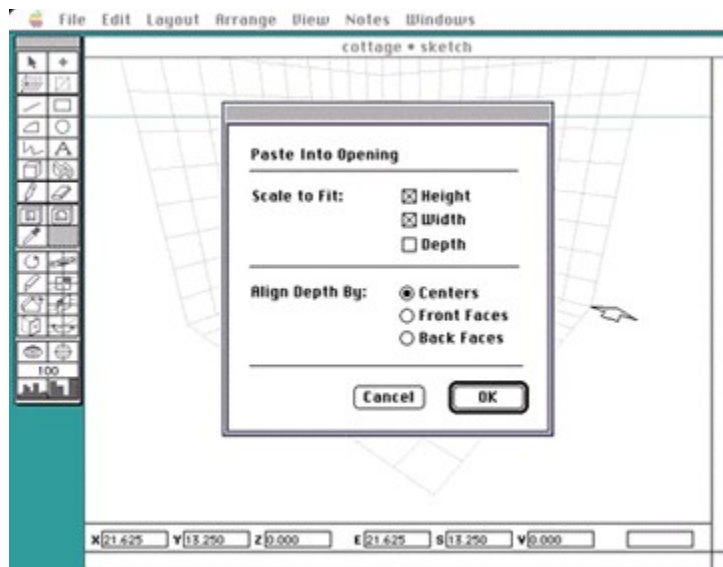 File Edit Layout Arrange View Notes Windows
cottage • sketch
Paste Into Opening
Scale to Fit: Height
Width
Depth
Align Depth By: Centers
Front Faces
Back Faces
Cancel OK
A
100
X 21.625 Y 13.250 Z 0.000 E 21.625 S 13.250 V 0.000